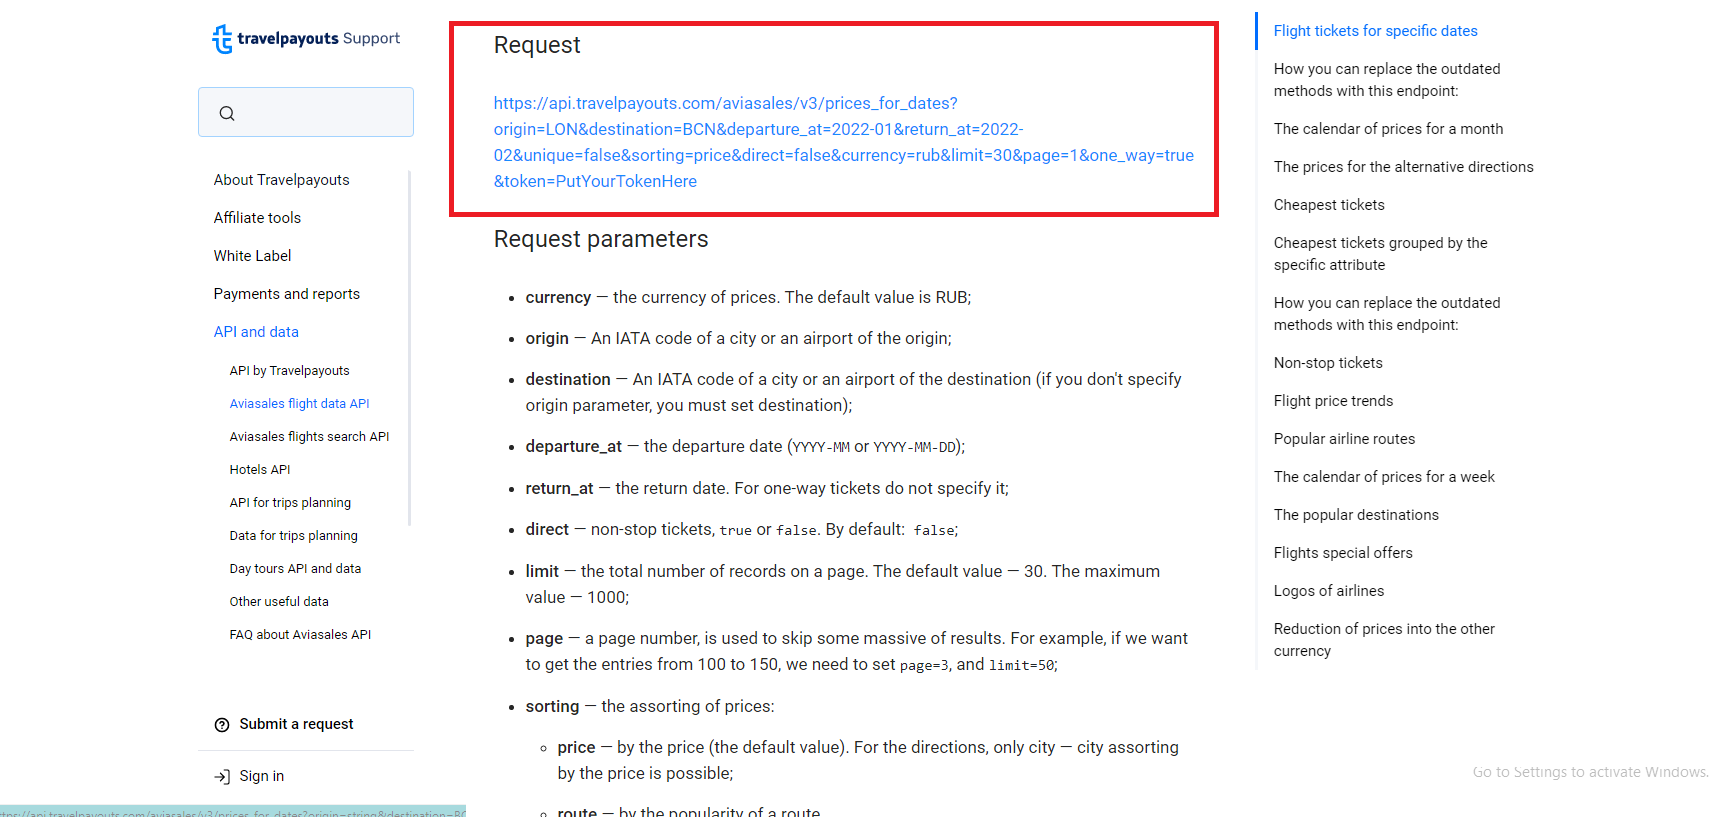 travelpayouts Support
About Travelpayouts
Affiliate tools
White Label
Payments and reports
API and data
API by Travelpayouts
Aviasales flight data API
Aviasales flights search API
Hotels API
API for trips planning
Data for trips planning
Day tours API and data
Other useful data
FAQ about Aviasales API
Submit a request
Sign in
Request
https://api.travelpayouts.com/aviasales/v3/prices_for_dates?
origin=LON&destination=BCN&departure_at=2022-01&return_at=2022-
02&unique=false&sorting=price&direct=false&currency=rub&limit=30&page=1&one_way=true
&token=PutYourTokenHere
Request parameters
• currency — the currency of prices. The default value is RUB;
• origin — An IATA code of a city or an airport of the origin;
• destination — An IATA code of a city or an airport of the destination (if you don't specify
origin parameter, you must set destination);
• departure_at — the departure date (YYYY-MM or YYYY-MM-DD);
• return_at — the return date. For one-way tickets do not specify it;
• direct — non-stop tickets, true or false. By default: false;
• limit — the total number of records on a page. The default value — 30. The maximum
value — 1000;
• page — a page number, is used to skip some massive of results. For example, if we want
to get the entries from 100 to 150, we need to set page=3, and limit=50;
• sorting — the assorting of prices:
◦ price — by the price (the default value). For the directions, only city — city assorting
by the price is possible;
◦ route — by the popularity of a route.
Flight tickets for specific dates
How you can replace the outdated
methods with this endpoint:
The calendar of prices for a month
The prices for the alternative directions
Cheapest tickets
Cheapest tickets grouped by the
specific attribute
How you can replace the outdated
methods with this endpoint:
Non-stop tickets
Flight price trends
Popular airline routes
The calendar of prices for a week
The popular destinations
Flights special offers
Logos of airlines
Reduction of prices into the other
currency
Go to Settings to activate Windows.
ttps://api.travelpayouts.com/aviasales/v3/prices_for_dates?origin=string&destination=BC